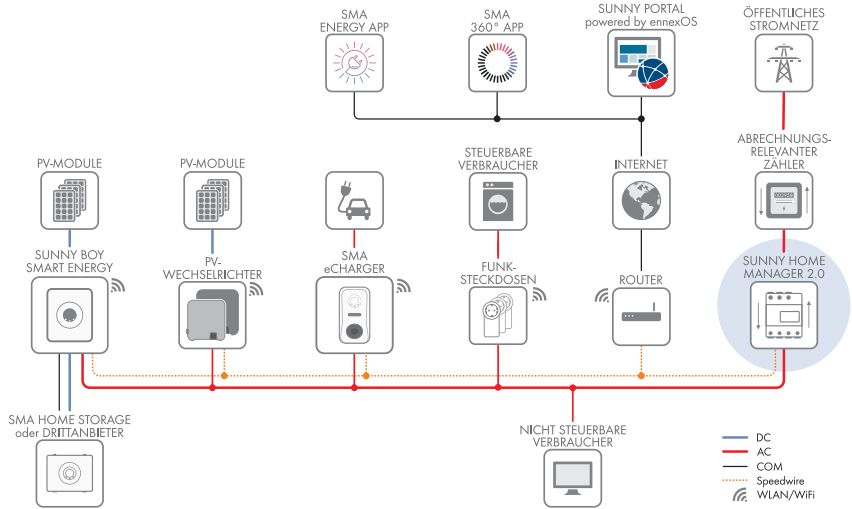 SMA
ENERGY APP
SMA
360° APP
SUNNY PORTAL
powered by ennexOS
ÖFFENTLICHES
STROMNETZ
ABRECHNUNGS-
RELEVANTER
ZÄHLER
PV-MODULE
PV-MODULE
STEUERBARE
VERBRAUCHER
INTERNET
SUNNY BOY
SMART ENERGY
PV-
WECHSELRICHTER
SMA
eCHARGER
FUNK-
STECKDOSEN
ROUTER
SUNNY HOME
MANAGER 2.0
SMA HOME STORAGE
oder DRITTANBIETER
NICHT STEUERBARE
VERBRAUCHER
DC
AC
COM
Speedwire
WLAN/WiFi